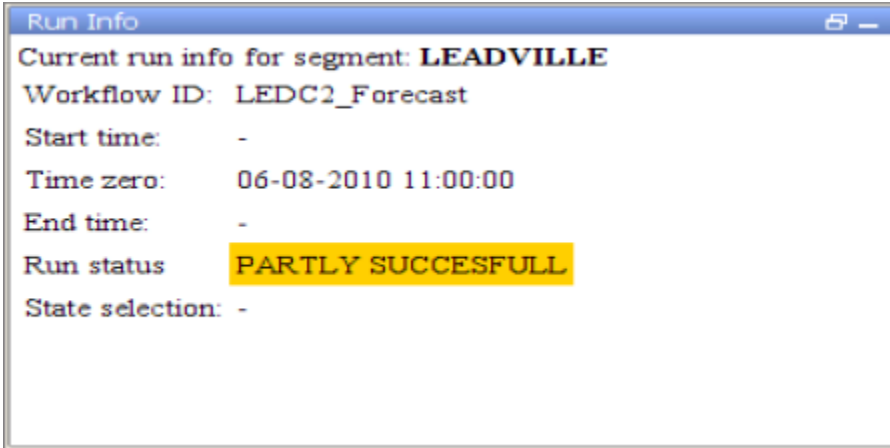 Run Info
Current run info for segment: LEADVILLE
Workflow ID: LEDC2_Forecast
Start time: -
Time zero: 06-08-2010 11:00:00
End time: -
Run status PARTLY SUCCESFULL
State selection: -